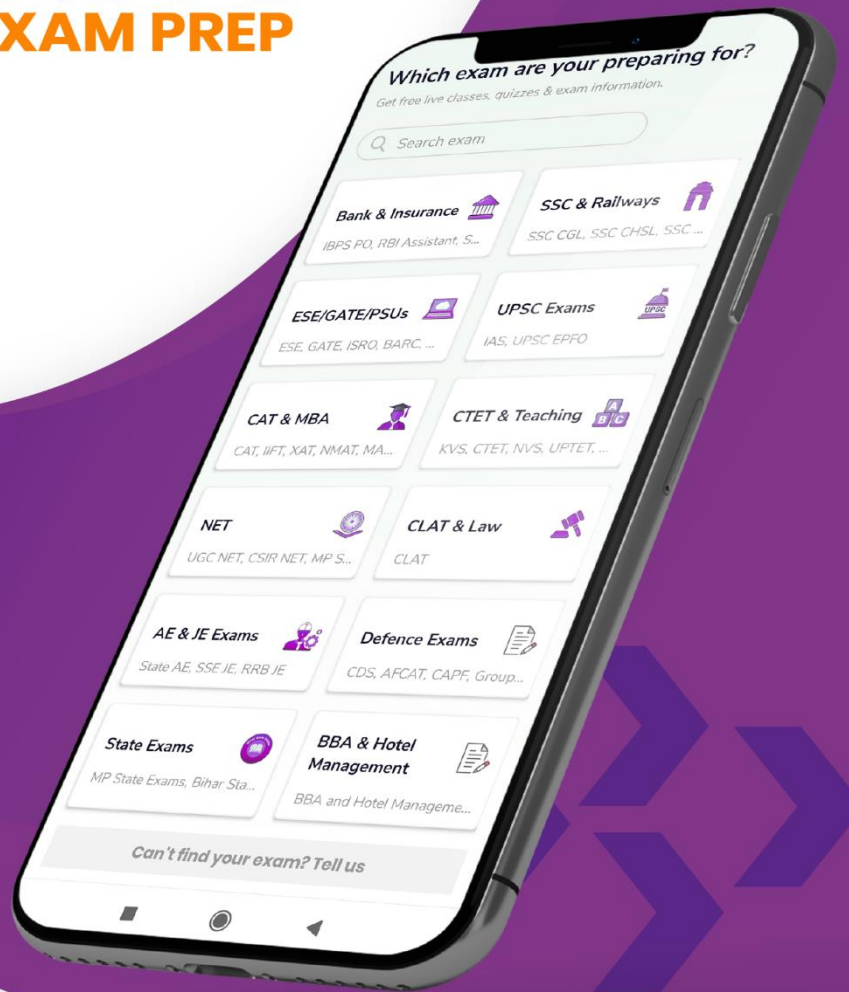 XAM PREP
Which exam are your preparing for?
Get free live classes, quizzes & exam information.
Search exam
Bank & Insurance
IBPS PO, RBI Assistant, S...
SSC & Railways
SSC CGL, SSC CHSL, SSC ...
ESE/GATE/PSUs
ESE, GATE, ISRO, BARC, ...
UPSC Exams
UPSC
IAS, UPSC EPFO
CAT & MBA
CAT, IIFT, XAT, NMAT, MA...
CTET & Teaching
A
B C
KVS, CTET, NVS, UPTET, ...
NET
UGC NET, CSIR NET, MP S...
CLAT & Law
CLAT
AE & JE Exams
State AE, SSE JE, RRB JE
Defence Exams
CDS, AFCAT, CAPF, Group...
State Exams
MP State Exams, Bihar Sta...
BBA & Hotel
Management
BBA and Hotel Manageme...
Can't find your exam? Tell us